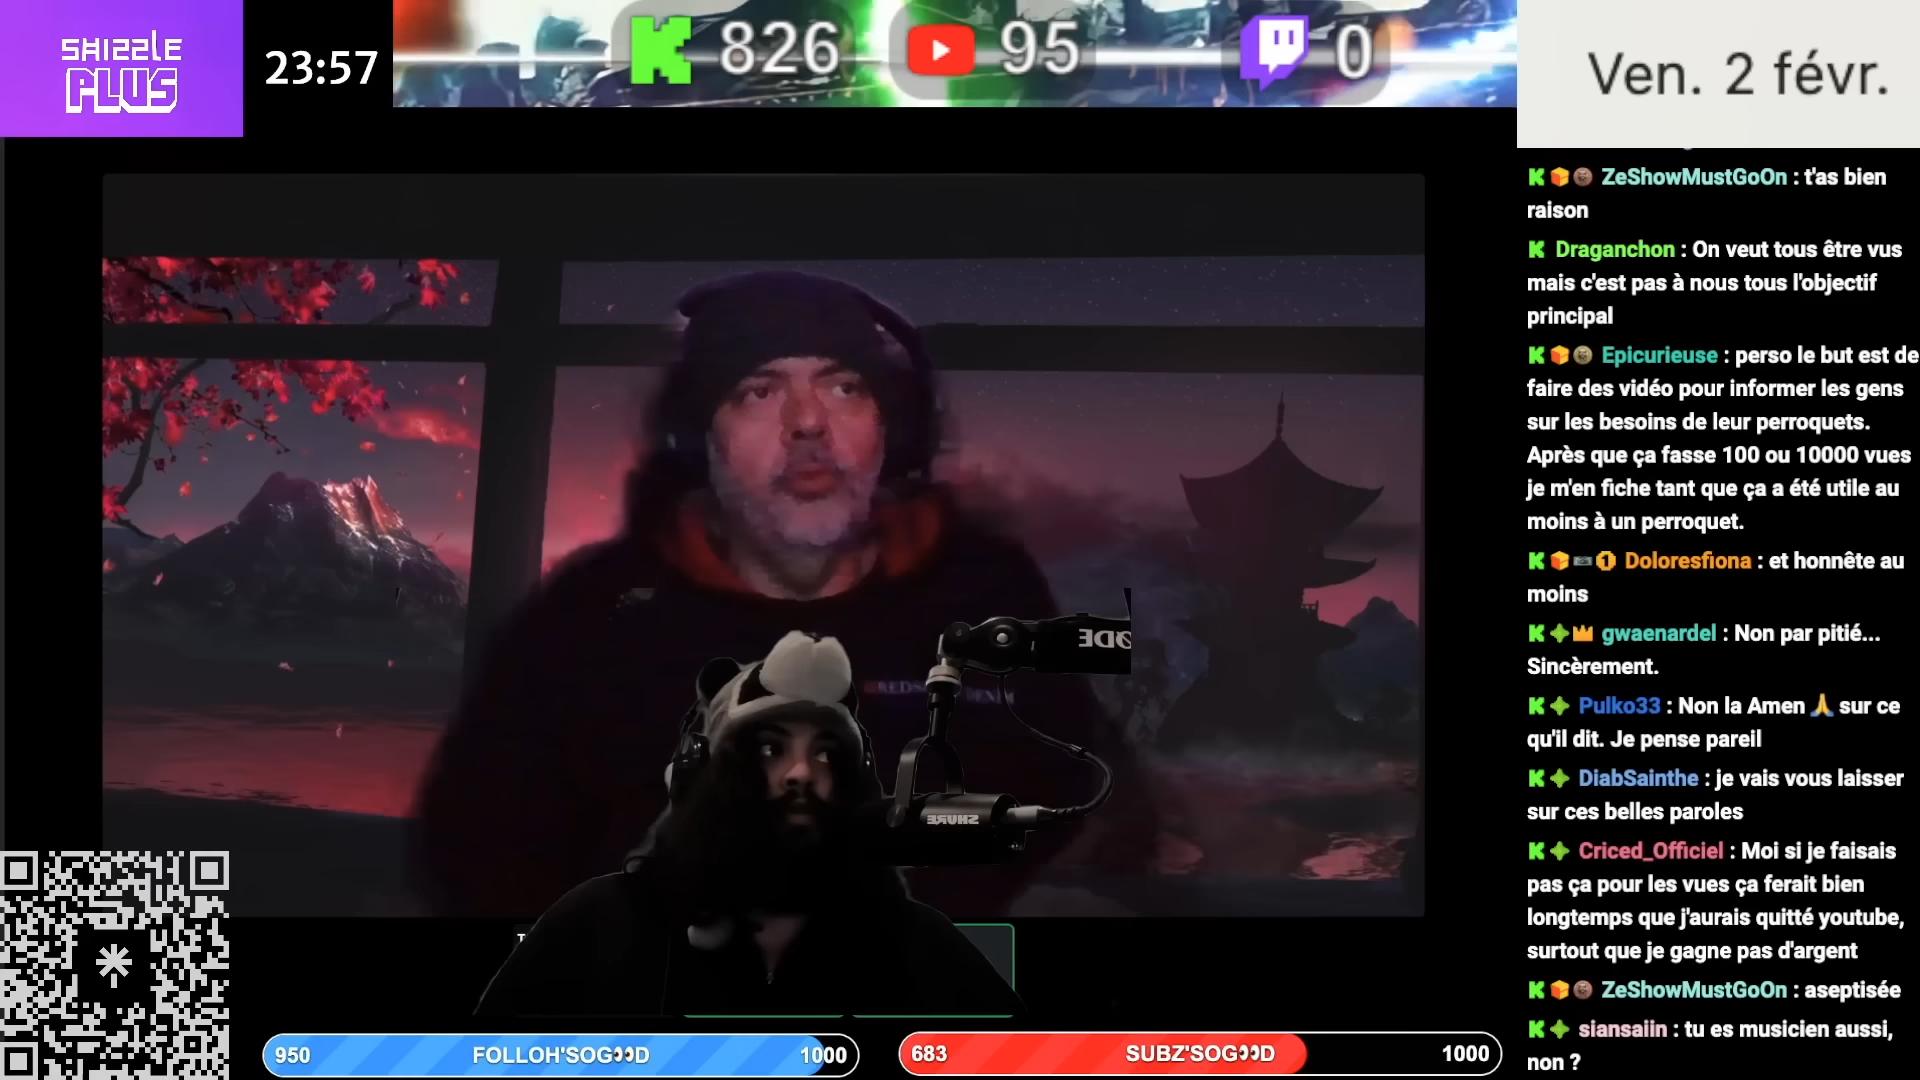 SHIZZLE
PLUS
23:57
826
95
0
Ven. 2 févr.
ZeShowMustGoOn : t'as bien
raison
Draganchon : On veut tous être vus
mais c'est pas à nous tous l'objectif
principal
Epicurieuse : perso le but est de
faire des vidéo pour informer les gens
sur les besoins de leur perroquets.
Après que ça fasse 100 ou 10000 vues
je m'en fiche tant que ça a été utile au
moins à un perroquet.
Doloresfiona : et honnête au
moins
gwaenardel : Non par pitié...
Sincèrement.
Pulko33 : Non la Amen 🙏 sur ce
qu'il dit. Je pense pareil
DiabSainthe : je vais vous laisser
sur ces belles paroles
Criced_Officiel : Moi si je faisais
pas ça pour les vues ça ferait bien
longtemps que j'aurais quitté youtube,
surtout que je gagne pas d'argent
ZeShowMustGoOn : aseptisée
siansaiin : tu es musicien aussi,
non ?
SHURE
950 FOLLOH'SOG👀D 1000
683 SUBZ'SOG👀D 1000